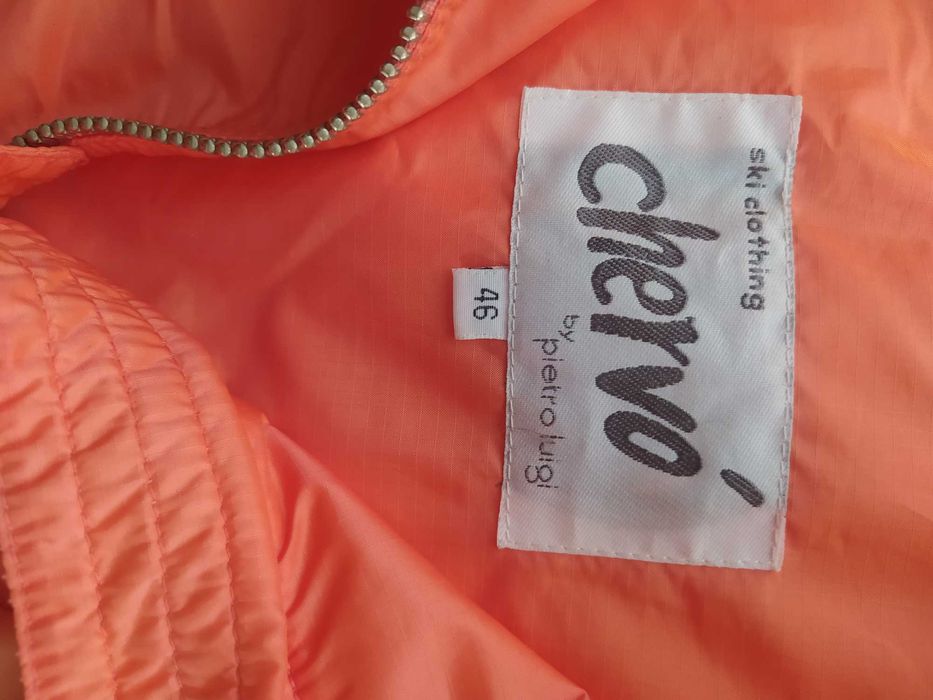 ski clothing
chervó
by
pietro luigi
46